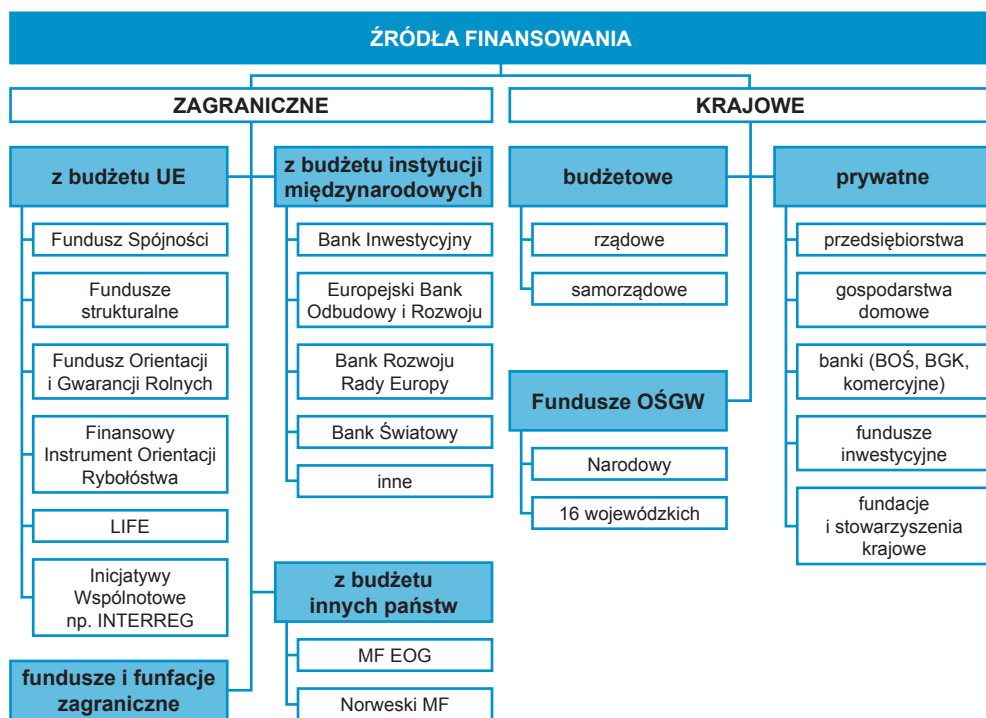 ŹRÓDŁA FINANSOWANIA
ZAGRANICZNE
z budżetu UE
Fundusz Spójności
Fundusze
strukturalne
Fundusz Orientacji
i Gwarancji Rolnych
Finansowy
Instrument Orientacji
Rybołóstwa
LIFE
Inicjatywy
Wspólnotowe
np. INTERREG
fundusze i funfacje
zagraniczne
z budżetu instytucji
międzynarodowych
Bank Inwestycyjny
Europejski Bank
Odbudowy i Rozwoju
Bank Rozwoju
Rady Europy
Bank Światowy
inne
z budżetu
innych państw
MF EOG
Norweski MF
KRAJOWE
budżetowe
rządowe
samorządowe
Fundusze OŚGW
Narodowy
16 wojewódzkich
prywatne
przedsiębiorstwa
gospodarstwa
domowe
banki (BOŚ, BGK,
komercyjne)
fundusze
inwestycyjne
fundacje
i stowarzyszenia
krajowe